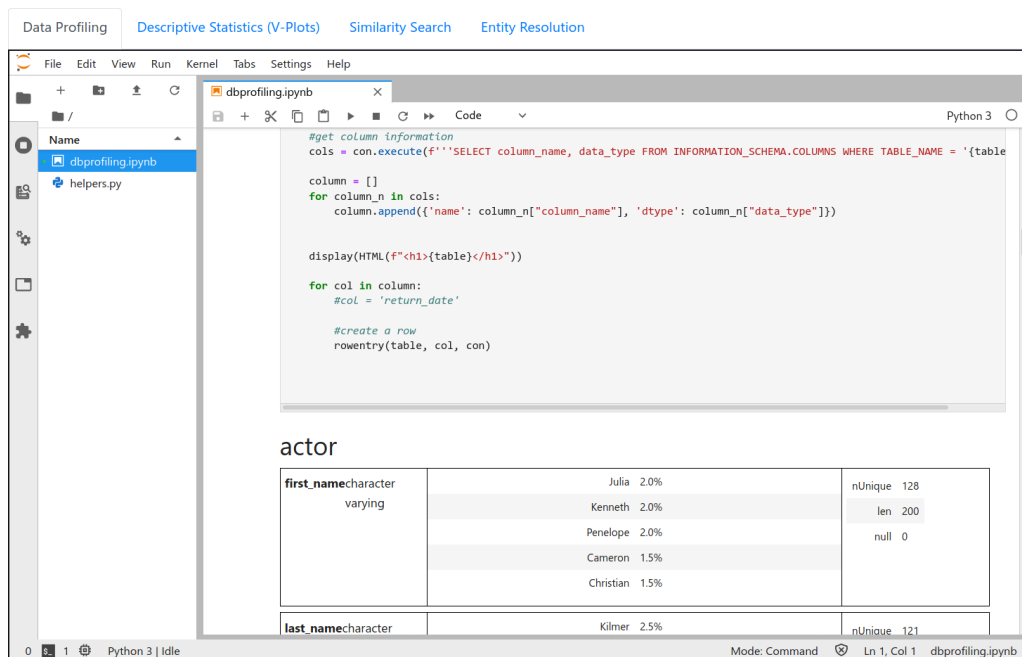 Data Profiling Descriptive Statistics (V-Plots) Similarity Search Entity Resolution
File Edit View Run Kernel Tabs Settings Help
dbprofiling.ipynb
/
Code
Python 3
Name
dbprofiling.ipynb
helpers.py
#get column information
cols = con.execute(f'''SELECT column_name, data_type FROM INFORMATION_SCHEMA.COLUMNS WHERE TABLE_NAME = '{table
column = []
for column_n in cols:
column.append({'name': column_n["column_name"], 'dtype': column_n["data_type"]})
display(HTML(f"<h1>{table}</h1>"))
for col in column:
#col = 'return_date'
#create a row
rowentry(table, col, con)
actor
first_namecharacter
varying
Julia 2.0%
Kenneth 2.0%
Penelope 2.0%
Cameron 1.5%
Christian 1.5%
nUnique 128
len 200
null 0
last_namecharacter
Kilmer 2.5%
nUnique 121
0 $_ 1 Python 3 | Idle
Mode: Command Ln 1, Col 1 dbprofiling.ipynb